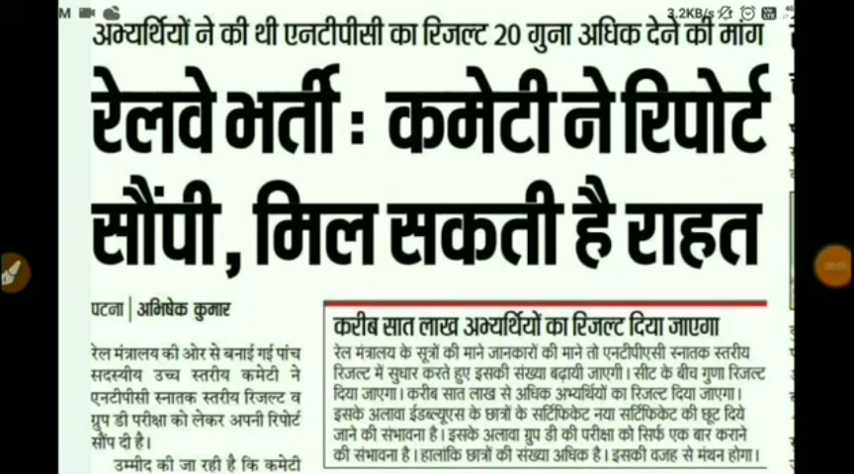 M
3.2KB/s
अभ्यर्थियों ने की थी एनटीपीसी का रिजल्ट 20 गुना अधिक देने की मांग
रेलवे भर्ती : कमेटी ने रिपोर्ट
सौंपी, मिल सकती है राहत
पटना | अभिषेक कुमार
रेल मंत्रालय की ओर से बनाई गई पांच
सदस्यीय उच्च स्तरीय कमेटी ने
एनटीपीसी स्नातक स्तरीय रिजल्ट व
ग्रुप डी परीक्षा को लेकर अपनी रिपोर्ट
सौंप दी है।
उम्मीद की जा रही है कि कमेटी
करीब सात लाख अभ्यर्थियों का रिजल्ट दिया जाएगा
रेल मंत्रालय के सूत्रों की माने जानकारों की माने तो एनटीपीएसी स्नातक स्तरीय
रिजल्ट में सुधार करते हुए इसकी संख्या बढ़ायी जाएगी। सीट के बीच गुणा रिजल्ट
दिया जाएगा। करीब सात लाख से अधिक अभ्यर्थियों का रिजल्ट दिया जाएगा।
इसके अलावा ईडब्ल्यूएस के छात्रों के सर्टिफिकेट नया सर्टिफिकेट की छूट दिये
जाने की संभावना है। इसके अलावा ग्रुप डी की परीक्षा को सिर्फ एक बार कराने
की संभावना है। हालांकि छात्रों की संख्या अधिक है। इसकी वजह से मंथन होगा।